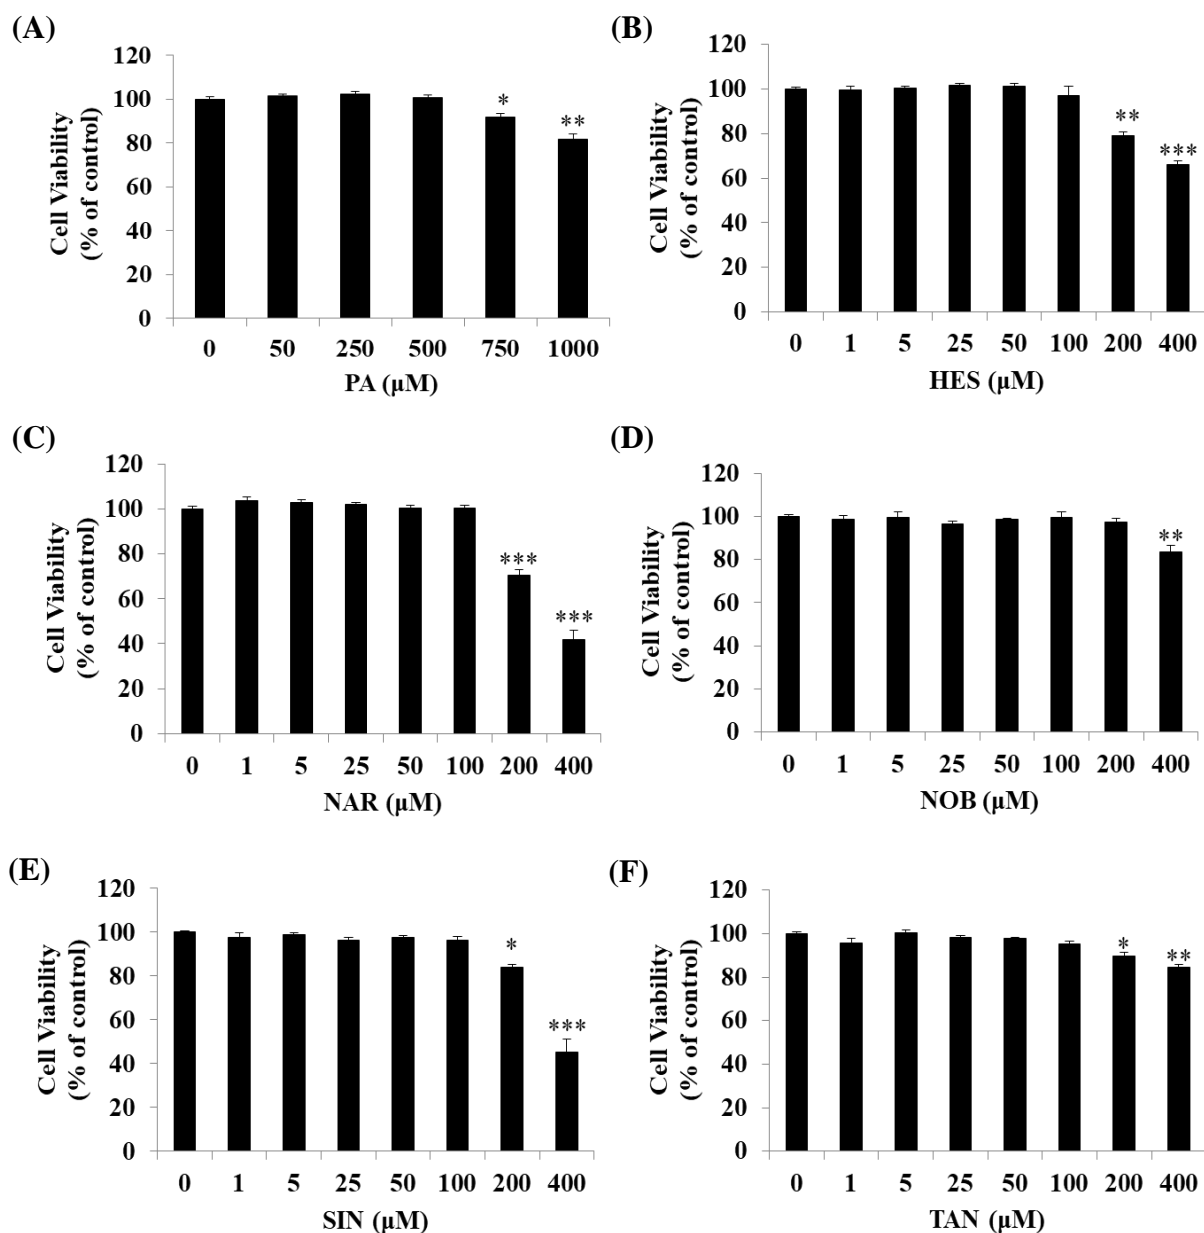 (A)
Cell Viability
(% of control)
120
100
80
60
40
20
0
*
**
0 50 250 500 750 1000
PA (μM)
(B)
Cell Viability
(% of control)
120
100
80
60
40
20
0
**
***
0 1 5 25 50 100 200 400
HES (μM)
(C)
Cell Viability
(% of control)
120
100
80
60
40
20
0
***
***
0 1 5 25 50 100 200 400
NAR (μM)
(D)
Cell Viability
(% of control)
120
100
80
60
40
20
0
**
0 1 5 25 50 100 200 400
NOB (μM)
(E)
Cell Viability
(% of control)
120
100
80
60
40
20
0
*
***
0 1 5 25 50 100 200 400
SIN (μM)
(F)
Cell Viability
(% of control)
120
100
80
60
40
20
0
*
**
0 1 5 25 50 100 200 400
TAN (μM)